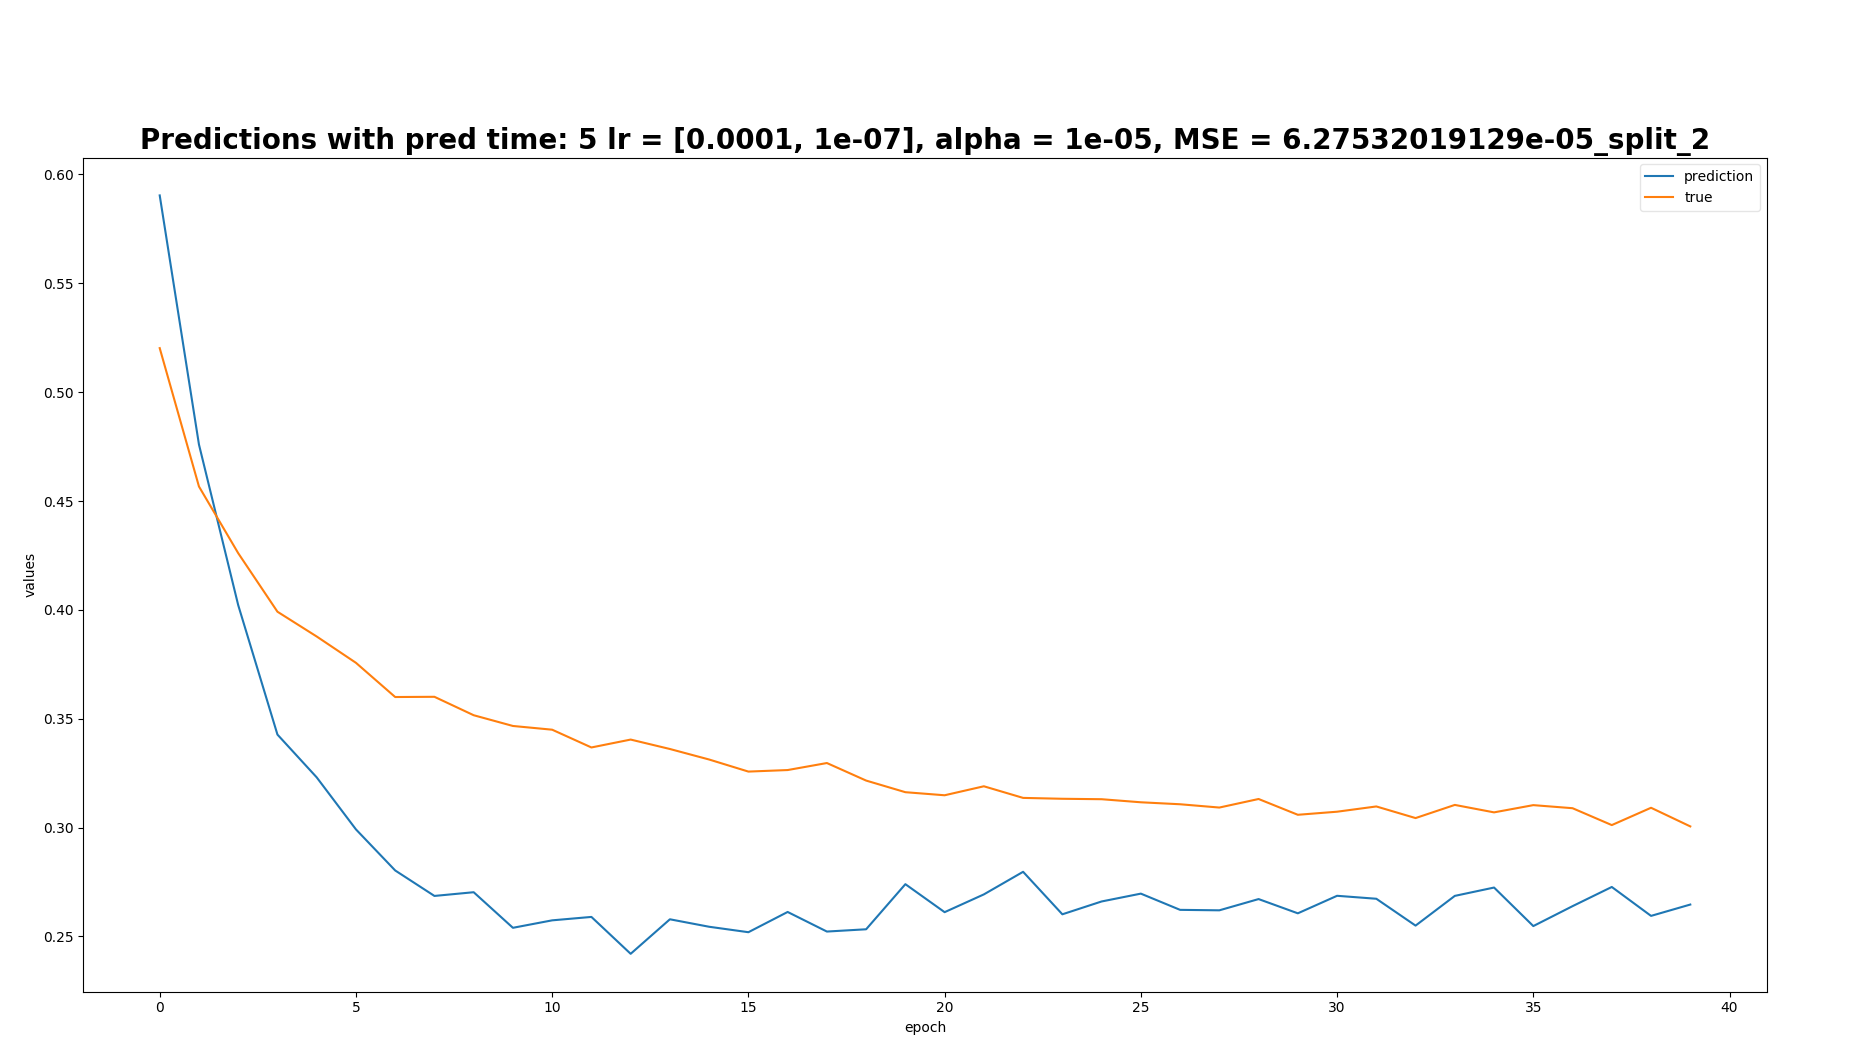 Predictions with pred time: 5 lr = [0.0001, 1e-07], alpha = 1e-05, MSE = 6.27532019129e-05_split_2
prediction
true
0.60
0.55
0.50
0.45
0.40
0.35
0.30
0.25
values
0 5 10 15 20 25 30 35 40
epoch